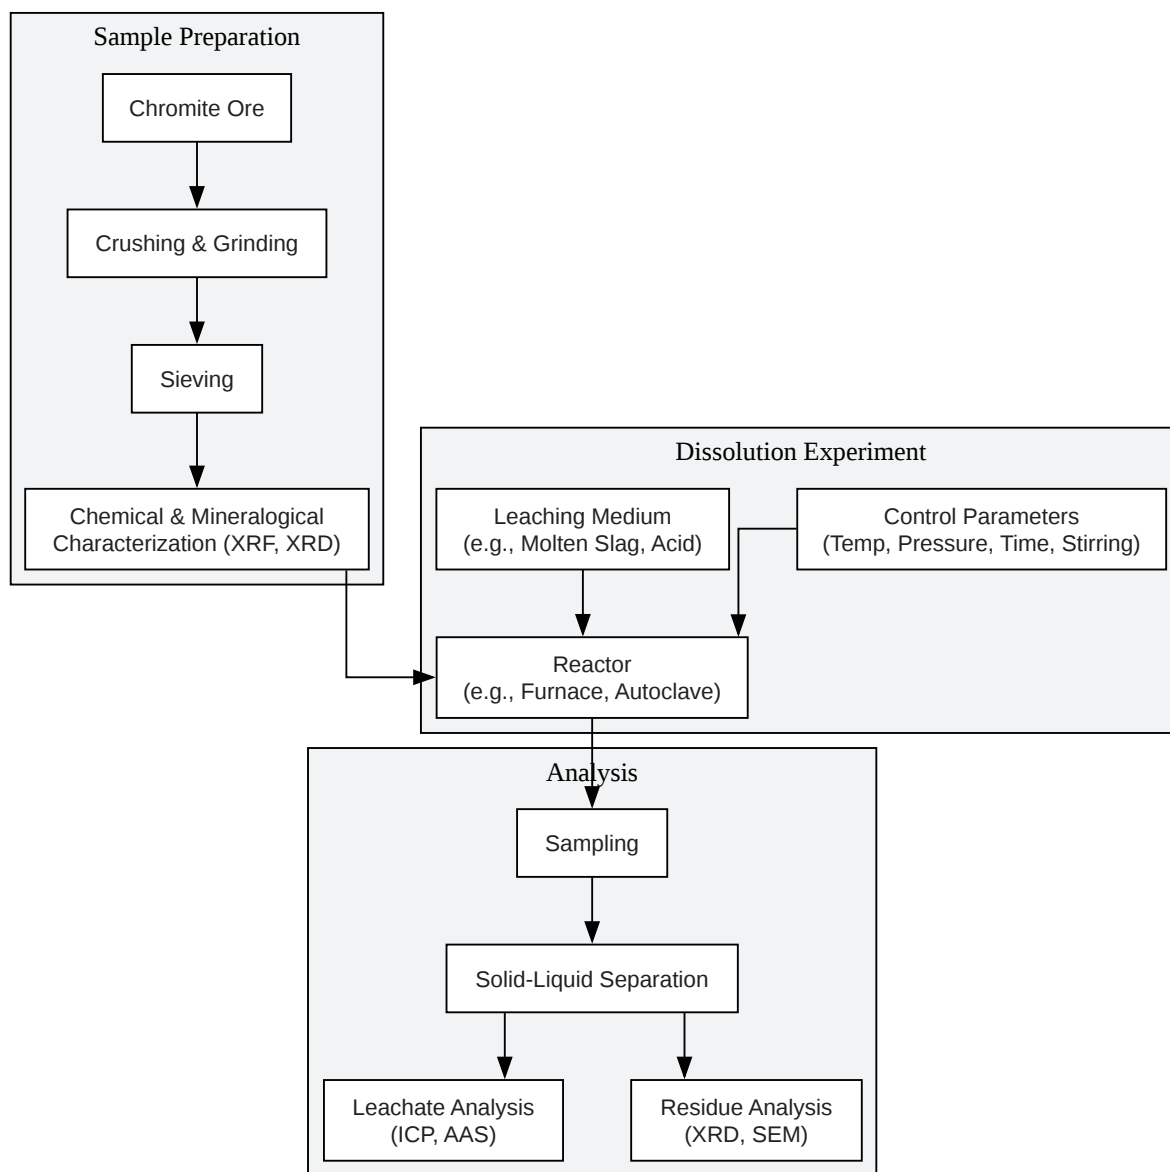 Sample Preparation
Chromite Ore
Crushing & Grinding
Sieving
Chemical & Mineralogical
Characterization (XRF, XRD)
Dissolution Experiment
Leaching Medium
(e.g., Molten Slag, Acid)
Control Parameters
(Temp, Pressure, Time, Stirring)
Reactor
(e.g., Furnace, Autoclave)
Analysis
Sampling
Solid-Liquid Separation
Leachate Analysis
(ICP, AAS)
Residue Analysis
(XRD, SEM)